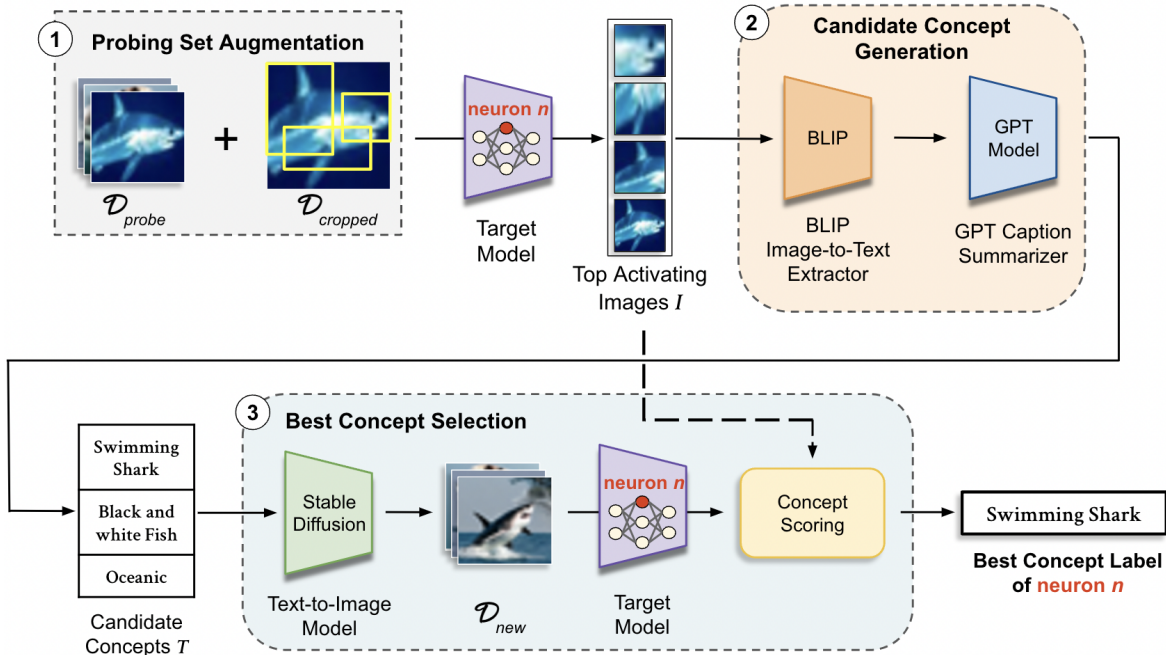 1
Probing Set Augmentation
𝒟probe
+
𝒟cropped
neuron n
Target
Model
Top Activating
Images I
2
Candidate Concept
Generation
BLIP
BLIP
Image-to-Text
Extractor
GPT
Model
GPT Caption
Summarizer
Swimming
Shark
Black and
white Fish
Oceanic
Candidate
Concepts T
3
Best Concept Selection
Stable
Diffusion
Text-to-Image
Model
𝒟new
neuron n
Target
Model
Concept
Scoring
Swimming Shark
Best Concept Label
of neuron n